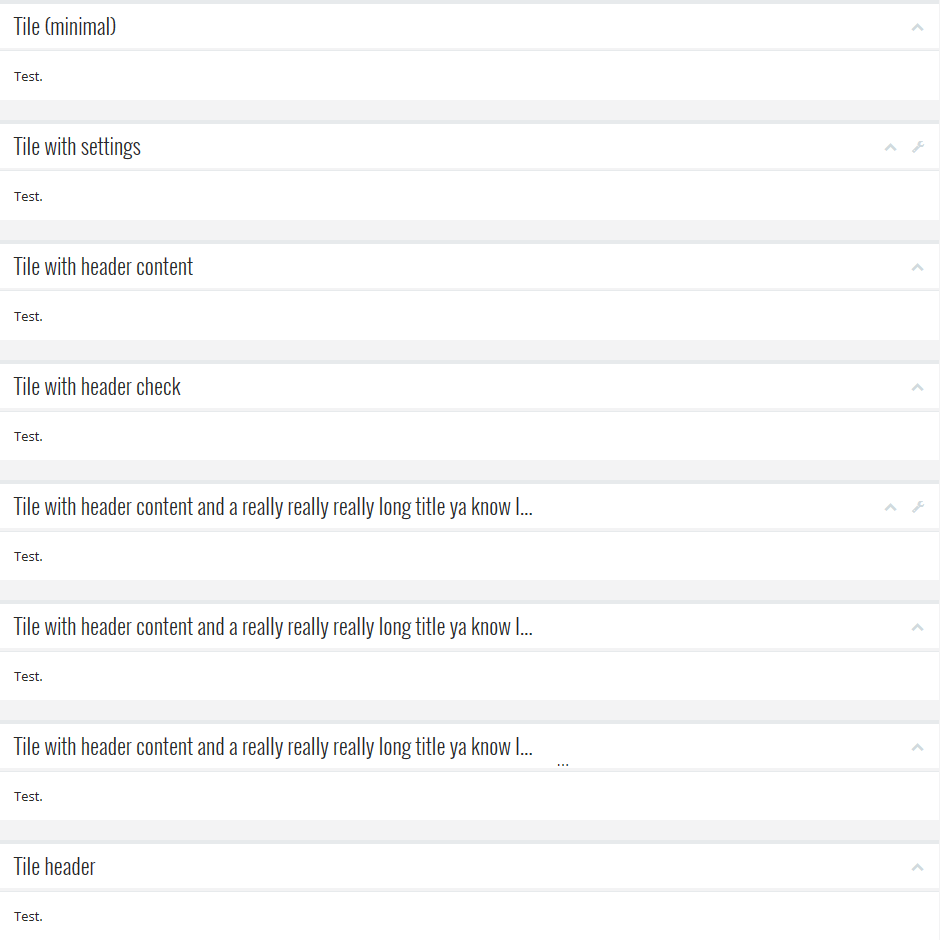 Tile (minimal)
Test.
Tile with settings
Test.
Tile with header content
Test.
Tile with header check
Test.
Tile with header content and a really really really long title ya know I...
Test.
Tile with header content and a really really really long title ya know I...
Test.
Tile with header content and a really really really long title ya know I...
...
Test.
Tile header
Test.